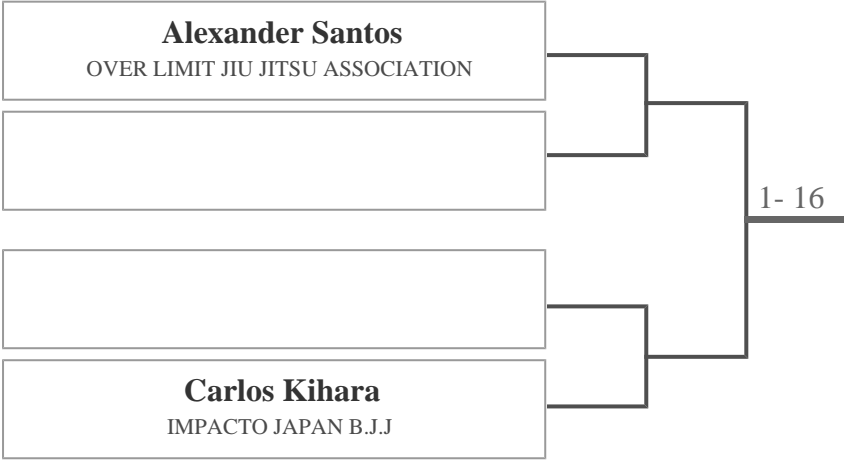 Alexander Santos
OVER LIMIT JIU JITSU ASSOCIATION
1- 16
Carlos Kihara
IMPACTO JAPAN B.J.J